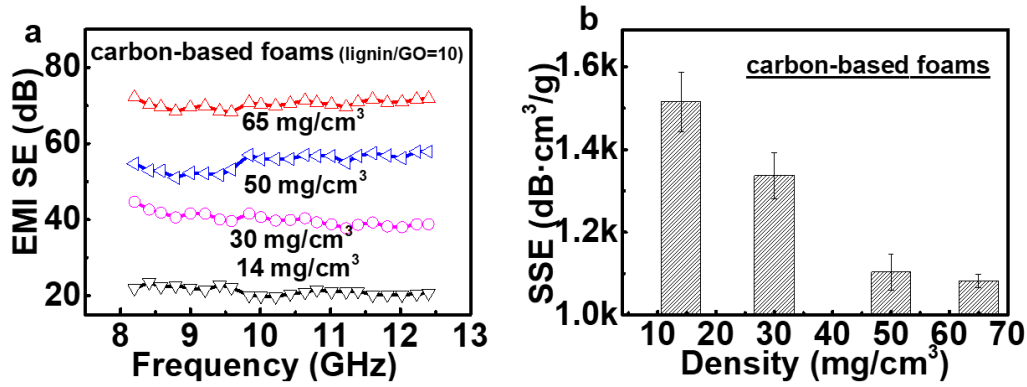 a
carbon-based foams (lignin/GO=10)
EMI SE (dB)
80
60
40
20
65 mg/cm³
50 mg/cm³
30 mg/cm³
14 mg/cm³
8 9 10 11 12 13
Frequency (GHz)
b
carbon-based foams
SSE (dB·cm³/g)
1.6k
1.4k
1.2k
1.0k
10 20 30 40 50 60 70
Density (mg/cm³)